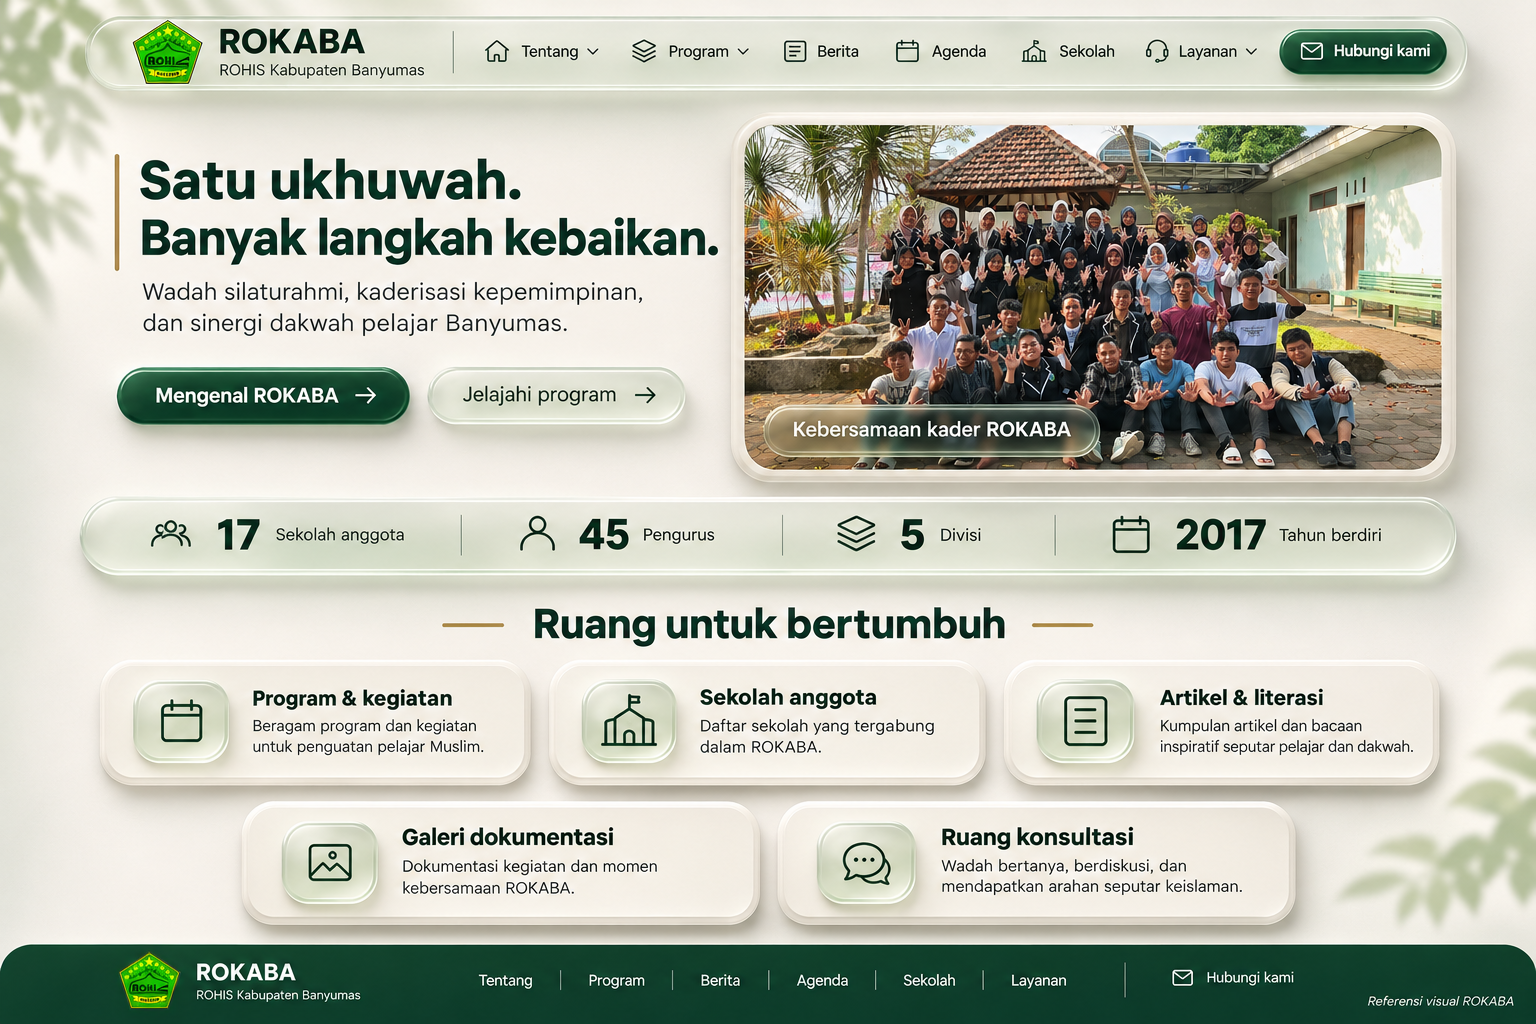 ROHIS
ROKABA
ROHIS Kabupaten Banyumas
Tentang
Program
Berita
Agenda
Sekolah
Layanan
Hubungi kami
Satu ukhuwah.
Banyak langkah kebaikan.
Wadah silaturahmi, kaderisasi kepemimpinan,
dan sinergi dakwah pelajar Banyumas.
Mengenal ROKABA →
Jelajahi program →
Kebersamaan kader ROKABA
17 Sekolah anggota
45 Pengurus
5 Divisi
2017 Tahun berdiri
Ruang untuk bertumbuh
Program & kegiatan
Beragam program dan kegiatan
untuk penguatan pelajar Muslim.
Sekolah anggota
Daftar sekolah yang tergabung
dalam ROKABA.
Artikel & literasi
Kumpulan artikel dan bacaan
inspiratif seputar pelajar dan dakwah.
Galeri dokumentasi
Dokumentasi kegiatan dan momen
kebersamaan ROKABA.
Ruang konsultasi
Wadah bertanya, berdiskusi, dan
mendapatkan arahan seputar keislaman.
ROHIS
ROKABA
ROHIS Kabupaten Banyumas
Tentang
Program
Berita
Agenda
Sekolah
Layanan
Hubungi kami
Referensi visual ROKABA